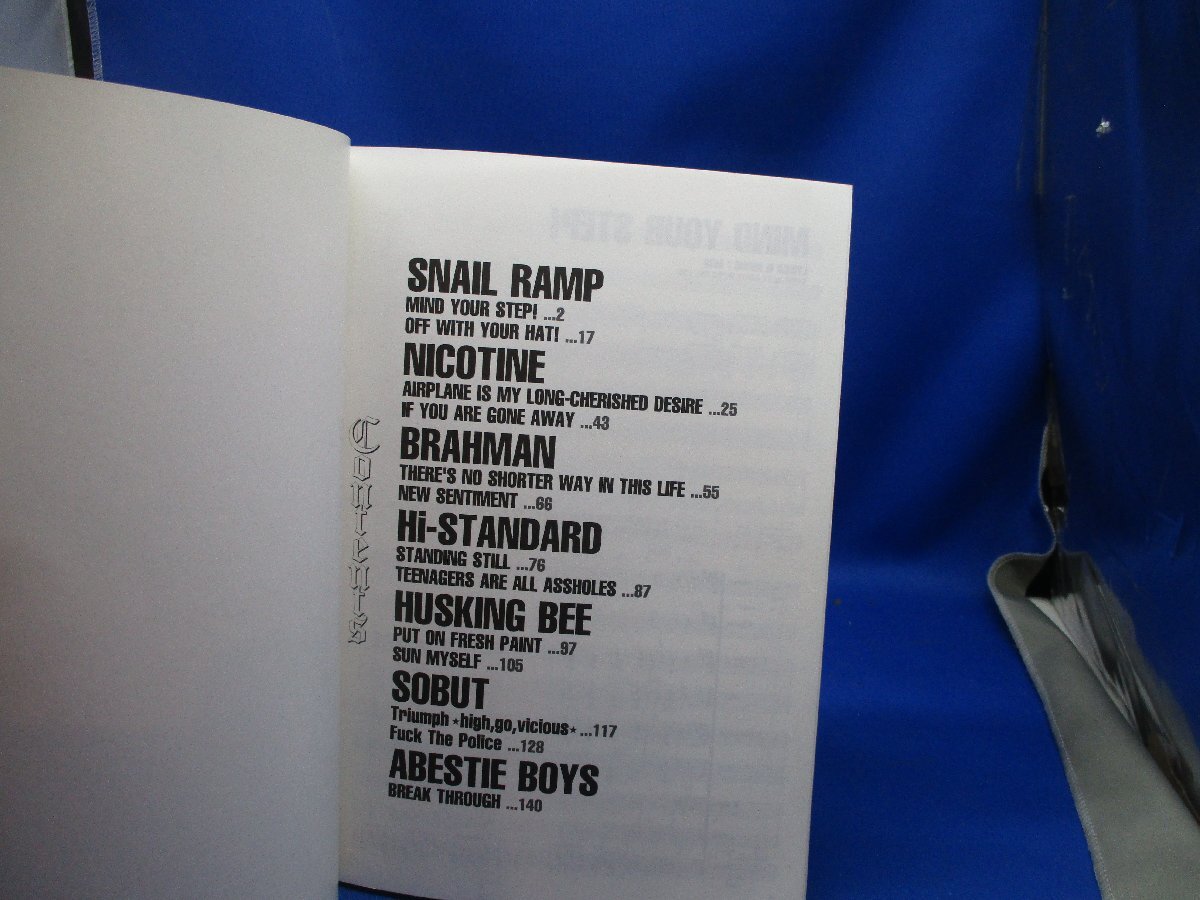 SNAIL RAMP
MIND YOUR STEP! ...2
OFF WITH YOUR HAT! ...17
NICOTINE
AIRPLANE IS MY LONG-CHERISHED DESIRE ...25
IF YOU ARE GONE AWAY ...43
BRAHMAN
THERE'S NO SHORTER WAY IN THIS LIFE ...55
NEW SENTIMENT ...66
Hi-STANDARD
STANDING STILL ...76
TEENAGERS ARE ALL ASSHOLES ...87
HUSKING BEE
PUT ON FRESH PAINT ...97
SUN MYSELF ...105
SOBUT
Triumph ⋆high,go,vicious⋆ ...117
Fuck The Police ...128
ABESTIE BOYS
BREAK THROUGH ...140
Contents
MIND YOUR STEP!